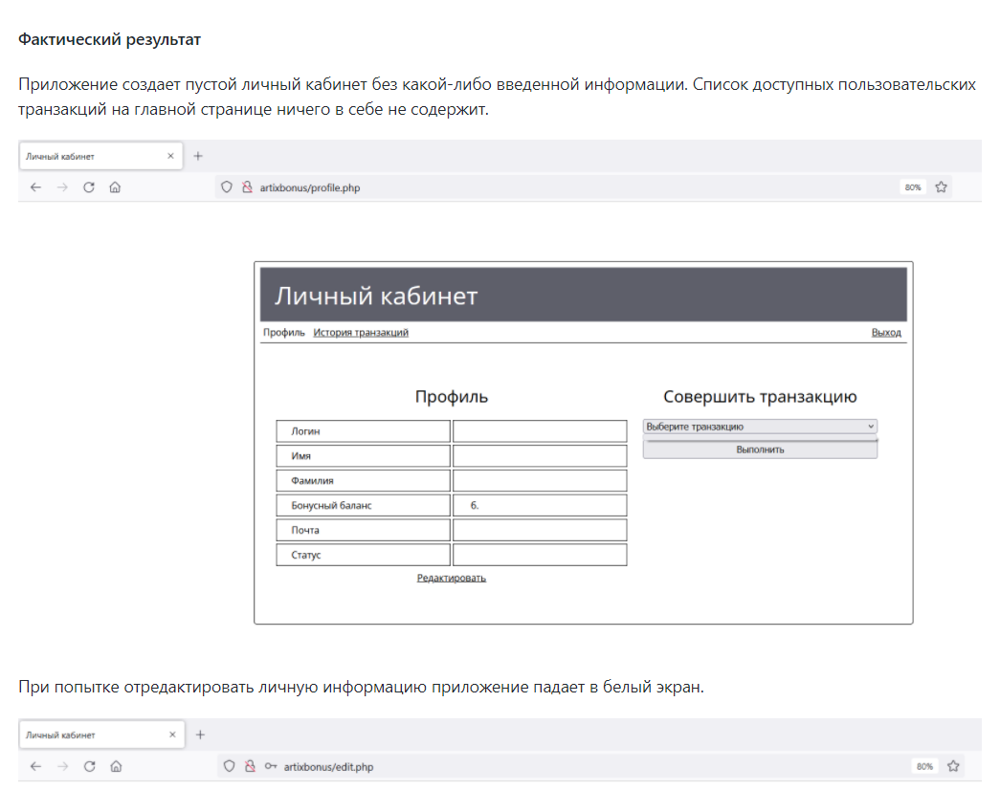 Фактический результат
Приложение создает пустой личный кабинет без какой-либо введенной информации. Список доступных пользовательских
транзакций на главной странице ничего в себе не содержит.
Личный кабинет
artixbonus/profile.php
80%
Личный кабинет
Профиль История транзакций Выход
Профиль
Совершить транзакцию
Логин
Выберите транзакцию
Имя
Выполнить
Фамилия
Бонусный баланс б.
Почта
Статус
Редактировать
При попытке отредактировать личную информацию приложение падает в белый экран.
Личный кабинет
artixbonus/edit.php
80%